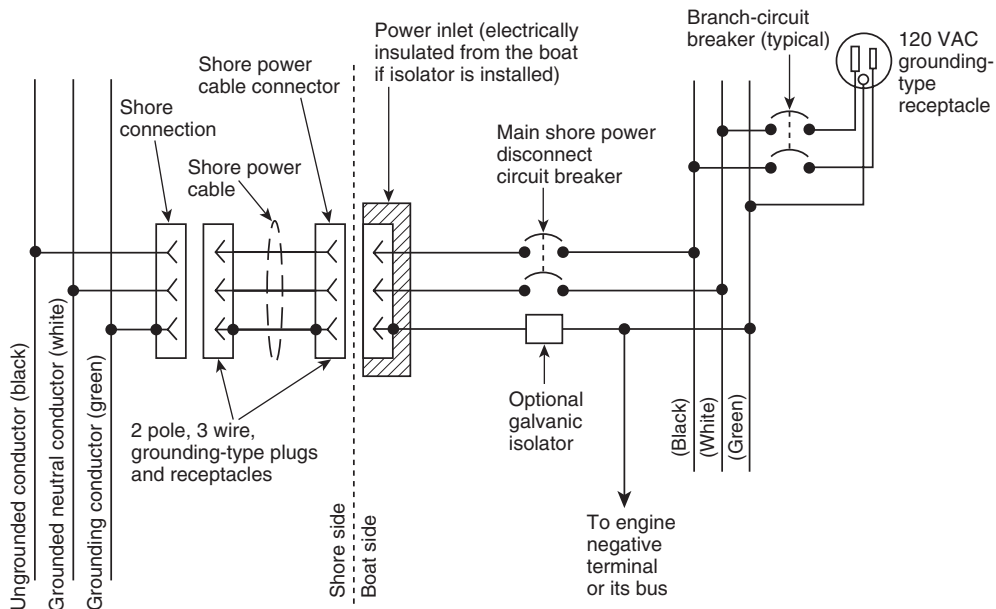 Branch-circuit
breaker (typical)
120 VAC
grounding-
type
receptacle
Power inlet (electrically
insulated from the boat
if isolator is installed)
Shore power
cable connector
Shore
connection
Shore power
cable
Main shore power
disconnect
circuit breaker
2 pole, 3 wire,
grounding-type plugs
and receptacles
Optional
galvanic
isolator
To engine
negative
terminal
or its bus
Ungrounded conductor (black)
Grounded neutral conductor (white)
Grounding conductor (green)
Shore side
Boat side
(Black)
(White)
(Green)